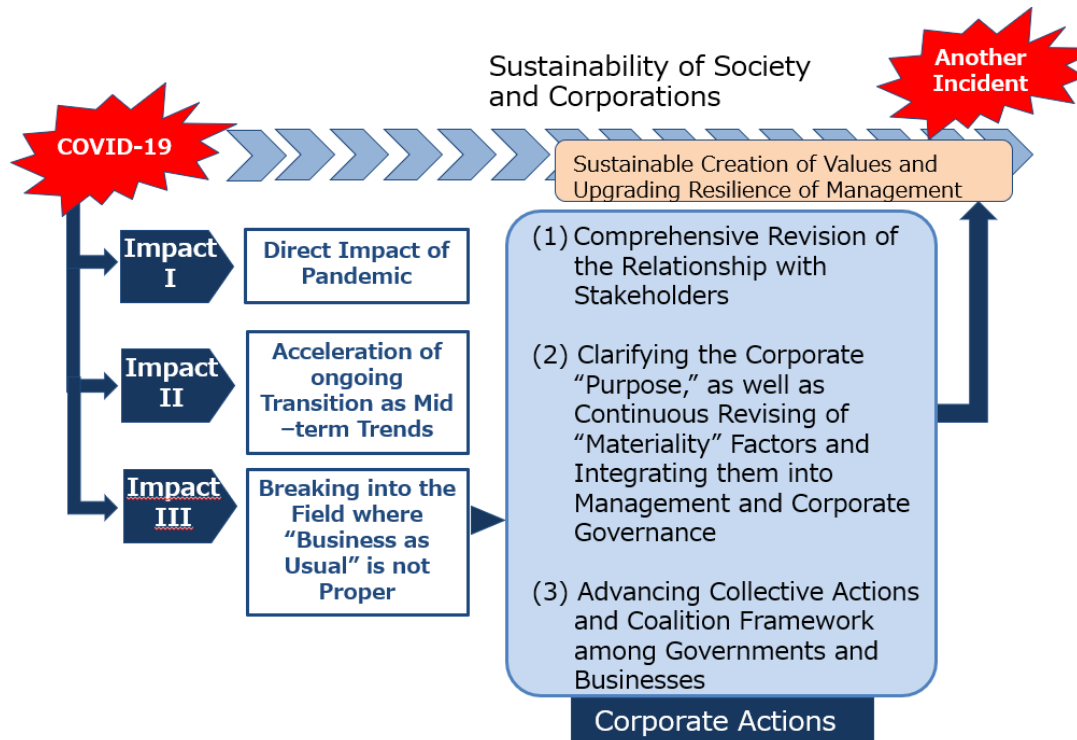 Another
Incident
Sustainability of Society
and Corporations
COVID-19
Sustainable Creation of Values and
Upgrading Resilience of Management
Impact
I
Direct Impact of
Pandemic
Impact
II
Acceleration of
ongoing
Transition as Mid
–term Trends
Impact
III
Breaking into the
Field where
“Business as
Usual” is not
Proper
(1) Comprehensive Revision of
the Relationship with
Stakeholders
(2) Clarifying the Corporate
“Purpose,” as well as
Continuous Revising of
“Materiality” Factors and
Integrating them into
Management and Corporate
Governance
(3) Advancing Collective Actions
and Coalition Framework
among Governments and
Businesses
Corporate Actions